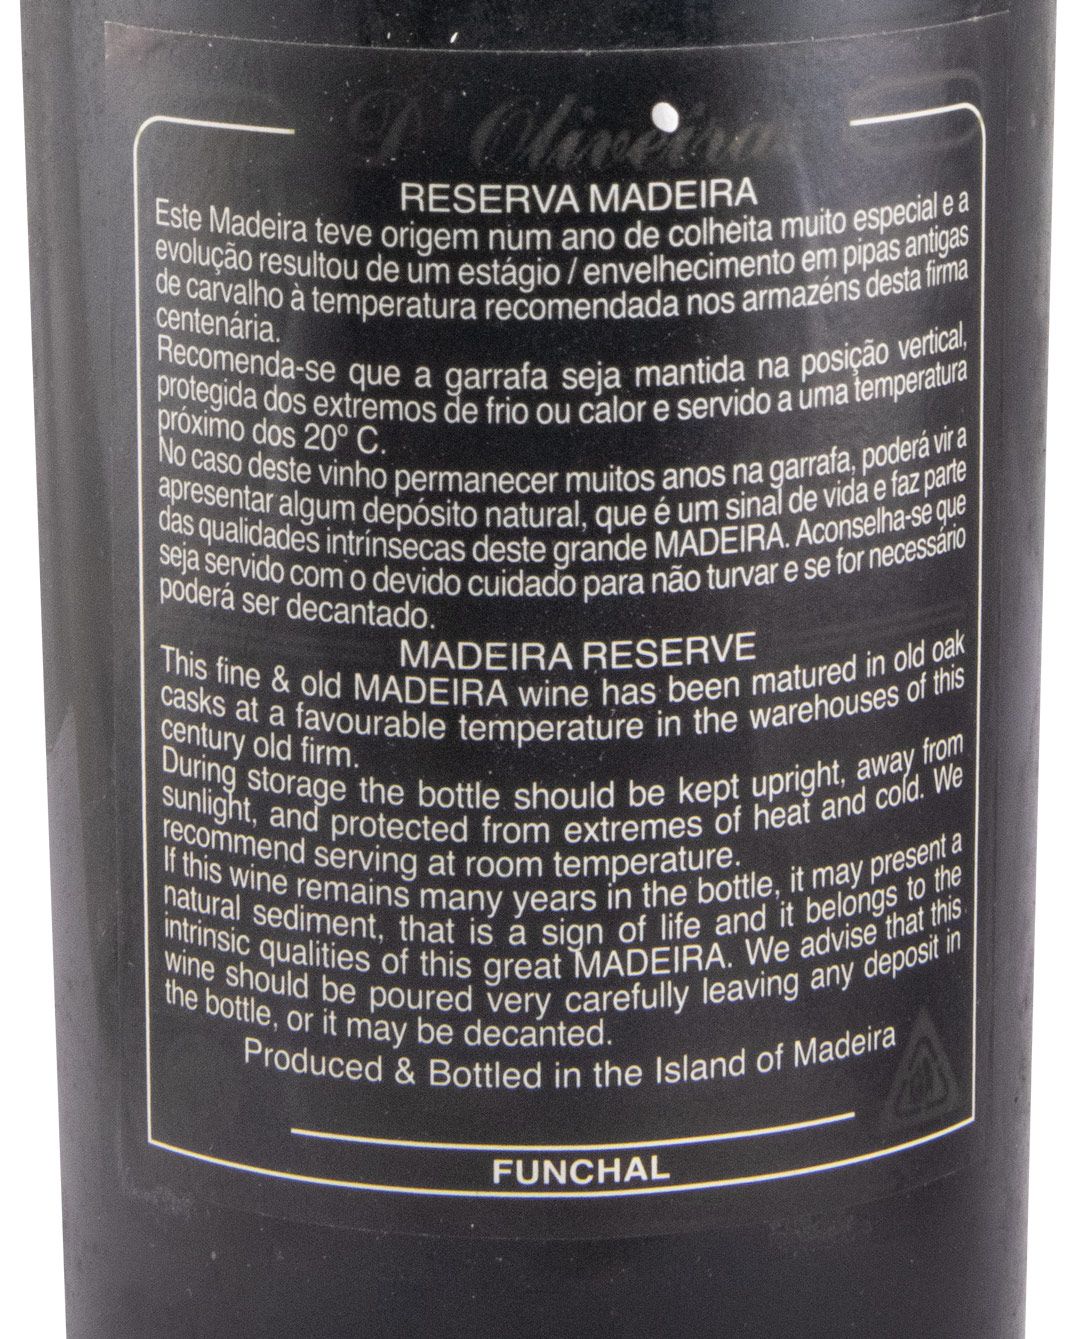 D'Oliveira
RESERVA MADEIRA
Este Madeira teve origem num ano de colheita muito especial e a
evolução resultou de um estágio / envelhecimento em pipas antigas
de carvalho à temperatura recomendada nos armazéns desta firma
centenária.
Recomenda-se que a garrafa seja mantida na posição vertical,
protegida dos extremos de frio ou calor e servido a uma temperatura
próximo dos 20º C.
No caso deste vinho permanecer muitos anos na garrafa, poderá vir a
apresentar algum depósito natural, que é um sinal de vida e faz parte
das qualidades intrínsecas deste grande MADEIRA. Aconselha-se que
seja servido com o devido cuidado para não turvar e se for necessário
poderá ser decantado.
MADEIRA RESERVE
This fine & old MADEIRA wine has been matured in old oak
casks at a favourable temperature in the warehouses of this
century old firm.
During storage the bottle should be kept upright, away from
sunlight, and protected from extremes of heat and cold. We
recommend serving at room temperature.
If this wine remains many years in the bottle, it may present a
natural sediment, that is a sign of life and it belongs to the
intrinsic qualities of this great MADEIRA. We advise that this
wine should be poured very carefully leaving any deposit in
the bottle, or it may be decanted.
Produced & Bottled in the Island of Madeira
FUNCHAL